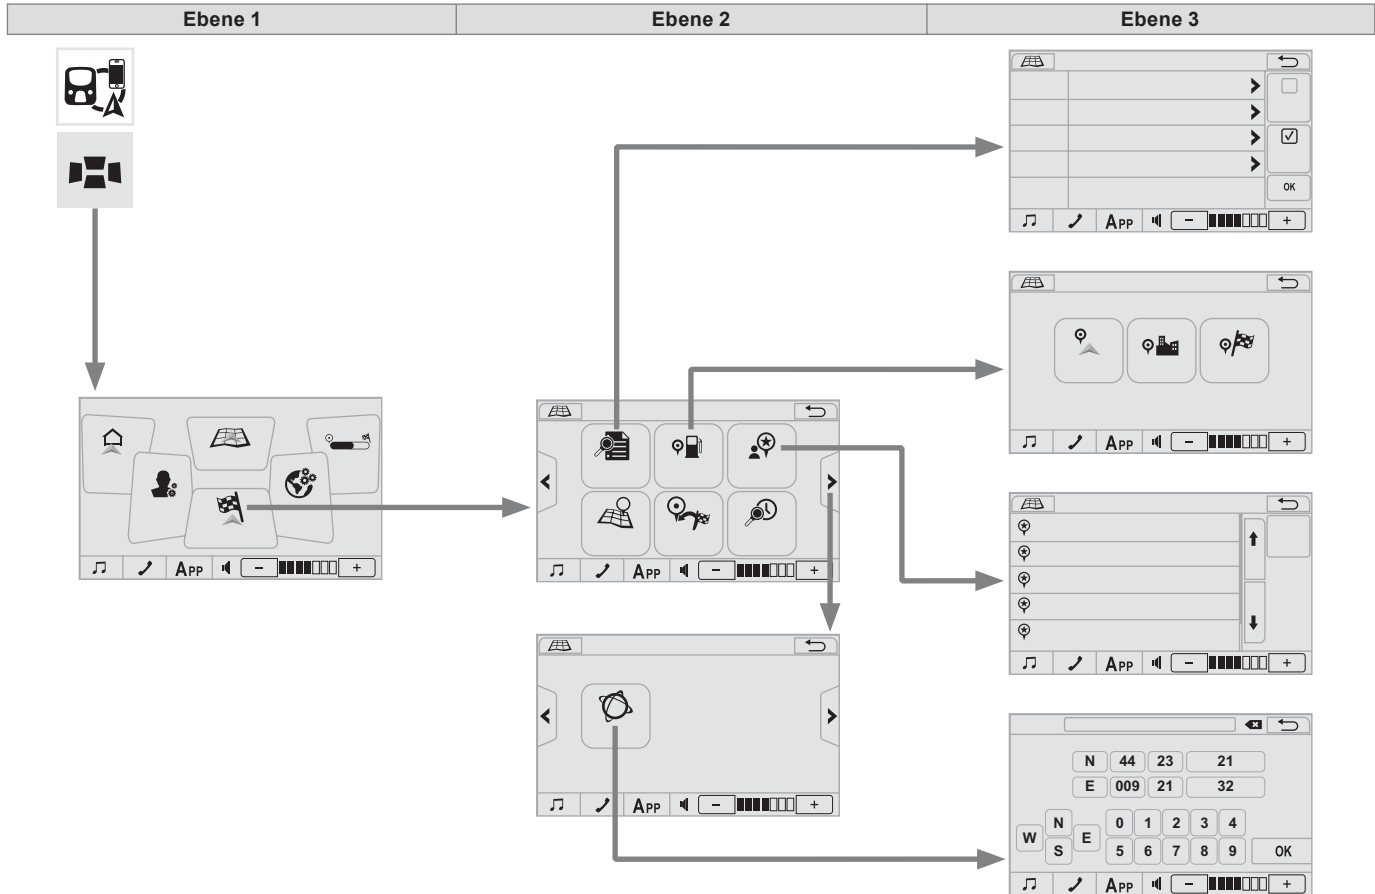 Ebene 1 Ebene 2 Ebene 3
OK
APP - +
APP - +
APP - +
APP - +
APP - +
APP - +
N 44 23 21
E 009 21 32
N 0 1 2 3 4
W E
S 5 6 7 8 9 OK
APP - +